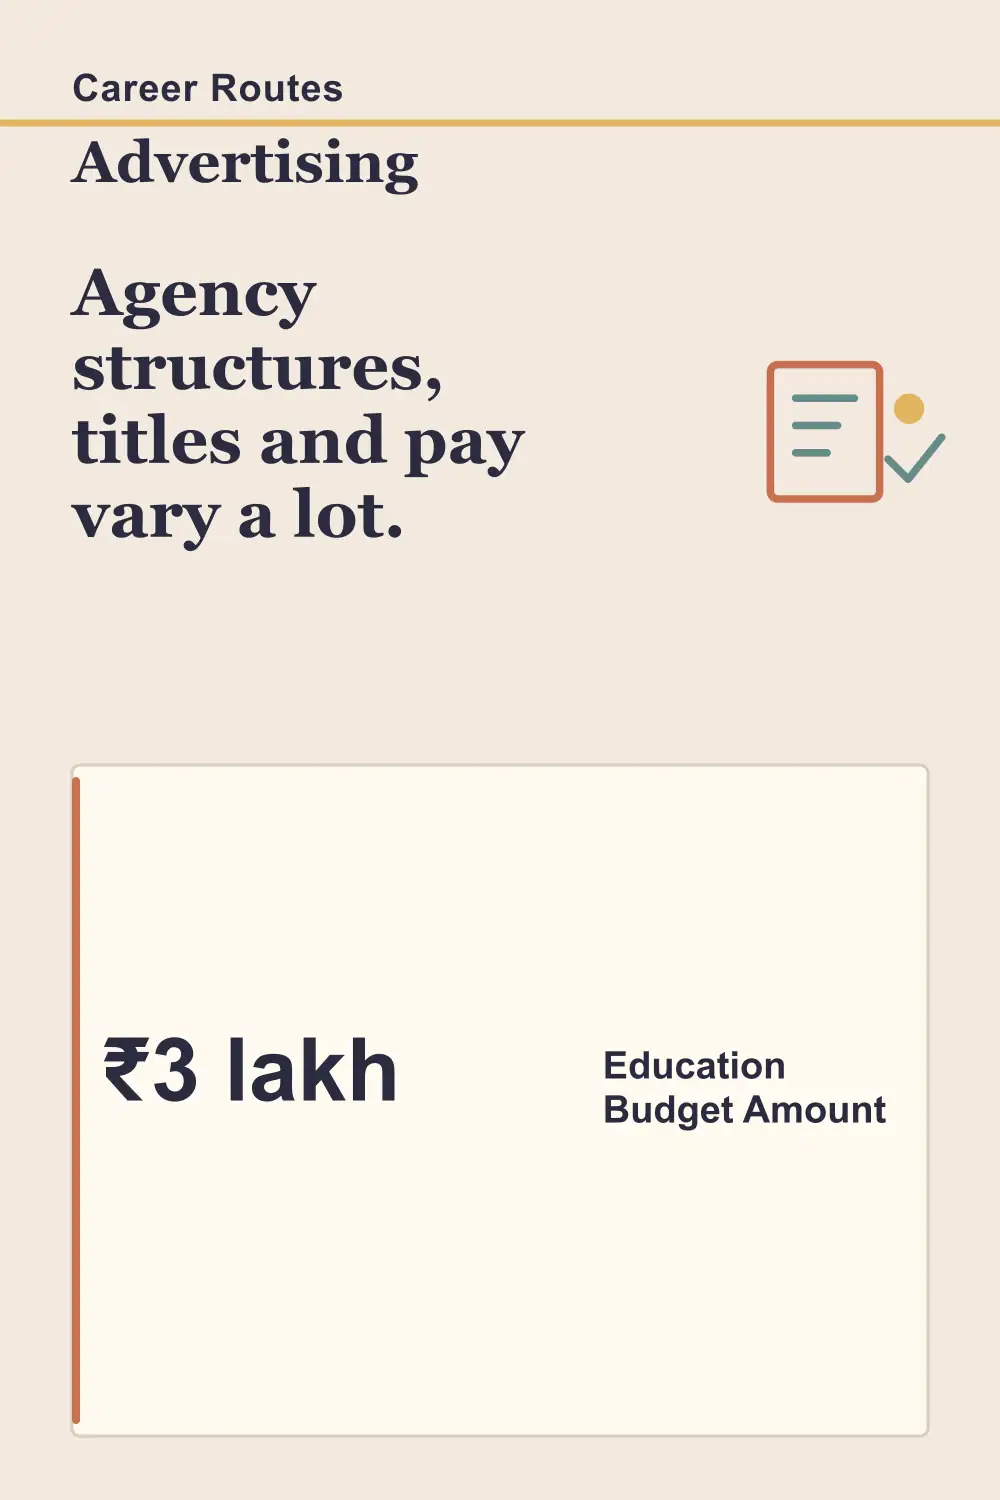 Career Routes
Advertising
Agency
structures,
titles and pay
vary a lot.
₹3 lakh
Education
Budget Amount